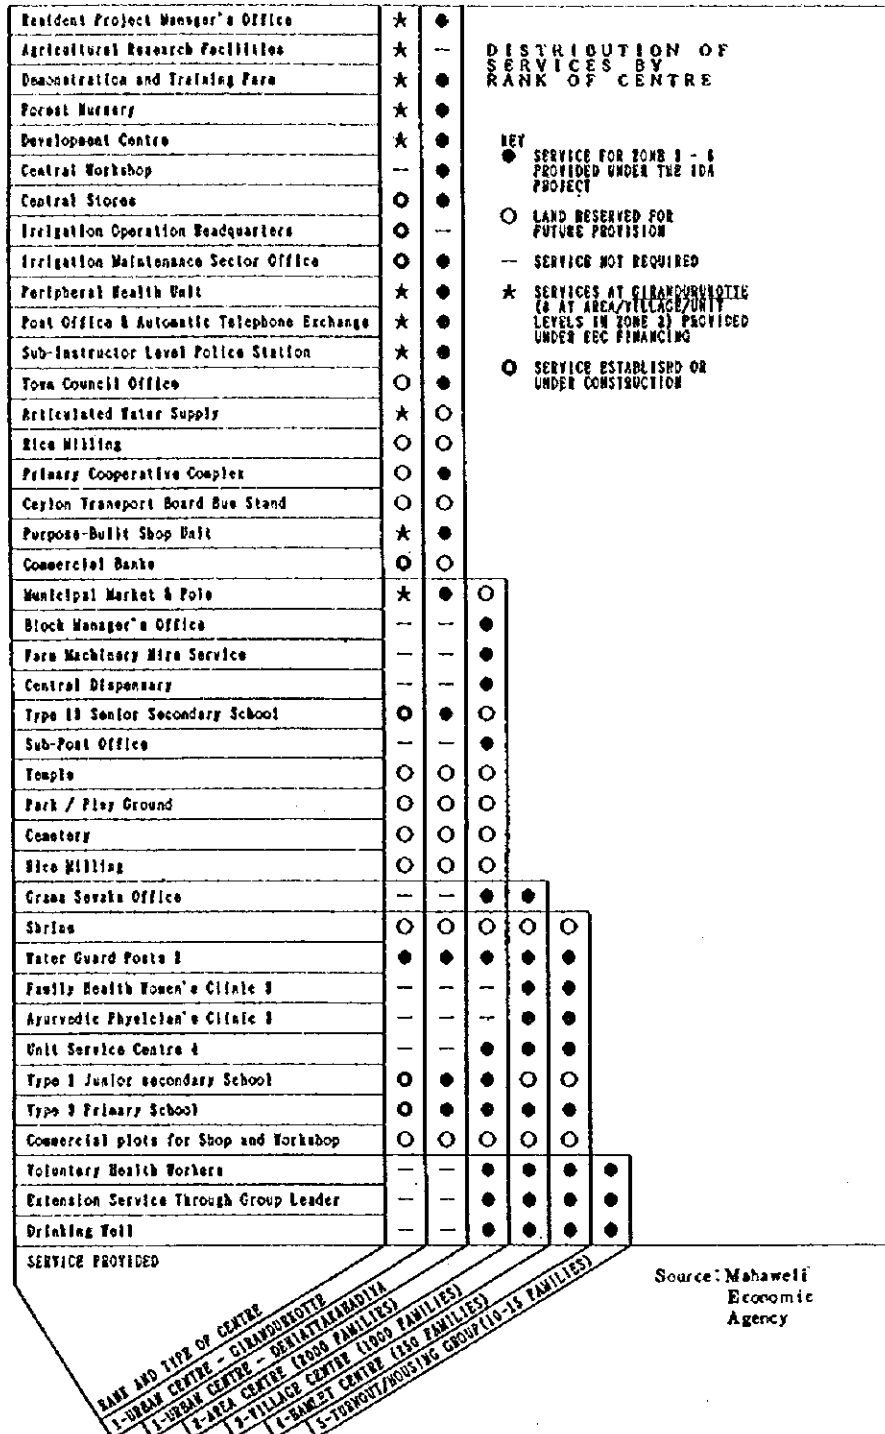 Resident Project Manager's Office
Agricultural Research Facilities
Demonstration and Training Farm
Forest Nursery
Development Centre
Central Workshop
Central Stores
Irrigation Operation Headquarters
Irrigation Maintenance Sector Office
Peripheral Health Unit
Post Office & Automatic Telephone Exchange
Sub-Instructor Level Police Station
Town Council Office
Articulated Water Supply
Rice Milling
Primary Cooperative Complex
Ceylon Transport Board Bus Stand
Purpose-Built Shop Unit
Commercial Banks
Municipal Market & Pola
Block Manager's Office
Farm Machinery Hire Service
Central Dispensary
Type 1B Senior Secondary School
Sub-Post Office
Temple
Park / Play Ground
Cemetery
Rice Milling
Grama Sevaka Office
Shrine
Water Guard Posts
Family Health Women's Clinic
Ayurvedic Physician's Clinic
Unit Service Centre
Type Junior secondary School
Type 3 Primary School
Commercial plots for Shop and Workshop
Voluntary Health Workers
Extension Service Through Group Leader
Drinking Well
SERVICE PROVIDED
RANK AND TYPE OF CENTRE
1-URBAN CENTRE - GIRANDURKOTTE
1-URBAN CENTRE - DEHIATTAKANADIYA
2-AREA CENTRE (2000 FAMILIES)
3-VILLAGE CENTRE (1000 FAMILIES)
4-HAMLET CENTRE (250 FAMILIES)
5-TURNOUT/HOUSING GROUP(10-15 FAMILIES)
DISTRIBUTION OF
SERVICES BY
RANK OF CENTRE
KEY
● SERVICE FOR ZONE - 6
PROVIDED UNDER THE IDA
PROJECT
○ LAND RESERVED FOR
FUTURE PROVISION
— SERVICE NOT REQUIRED
★ SERVICES AT GIRANDURUKOTTE
(& AT AREA/VILLAGE/UNIT
LEVELS IN ZONE 2) PROVIDED
UNDER EEC FINANCING
O SERVICE ESTABLISHD OR
UNDER CONSTRUCTION
Source: Mahaweli
Economic
Agency